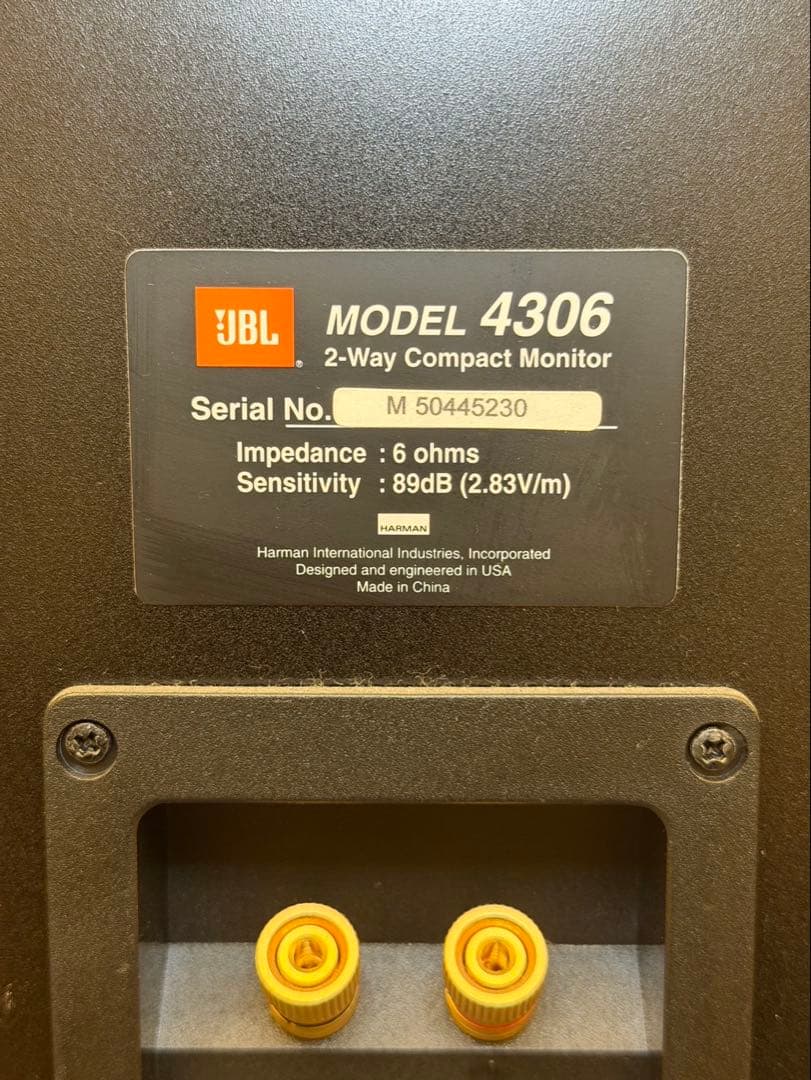 JBL
MODEL 4306
2-Way Compact Monitor
Serial No. M 50445230
Impedance : 6 ohms
Sensitivity : 89dB (2.83V/m)
HARMAN
Harman International Industries, Incorporated
Designed and engineered in USA
Made in China